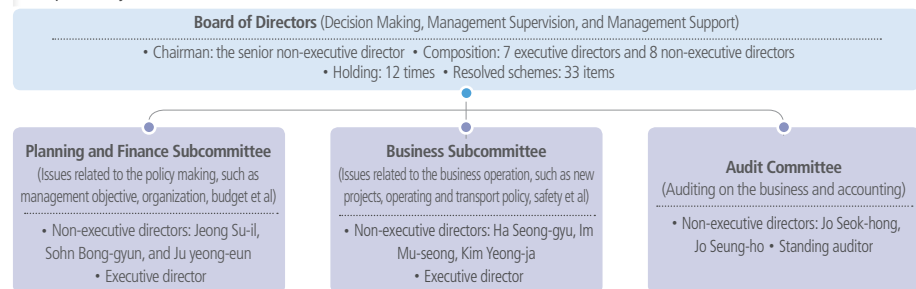 Board of Directors (Decision Making, Management Supervision, and Management Support)
• Chairman: the senior non-executive director • Composition: 7 executive directors and 8 non-executive directors
• Holding: 12 times • Resolved schemes: 33 items
Planning and Finance Subcommittee
(Issues related to the policy making, such as
management objective, organization, budget et al)
• Non-executive directors: Jeong Su-il,
Sohn Bong-gyun, and Ju yeong-eun
• Executive director
Business Subcommittee
(Issues related to the business operation, such as new
projects, operating and transport policy, safety et al)
• Non-executive directors: Ha Seong-gyu, Im
Mu-seong, Kim Yeong-ja
• Executive director
Audit Committee
(Auditing on the business and accounting)
• Non-executive directors: Jo Seok-hong,
Jo Seung-ho • Standing auditor